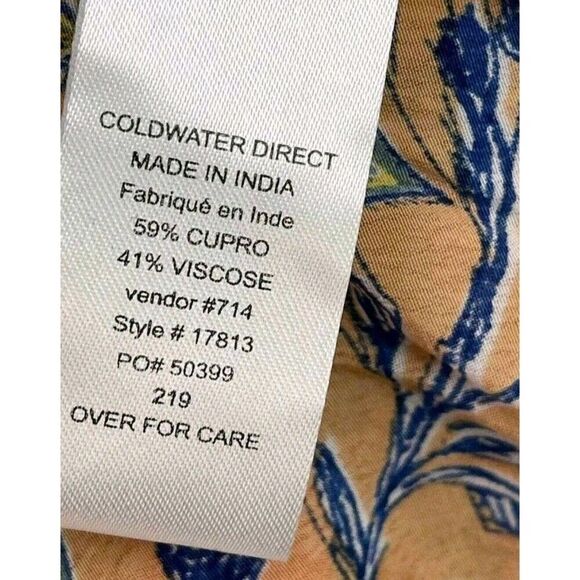 COLDWATER DIRECT
MADE IN INDIA
Fabriqué en Inde
59% CUPRO
41% VISCOSE
vendor #714
Style # 17813
PO# 50399
219
OVER FOR CARE